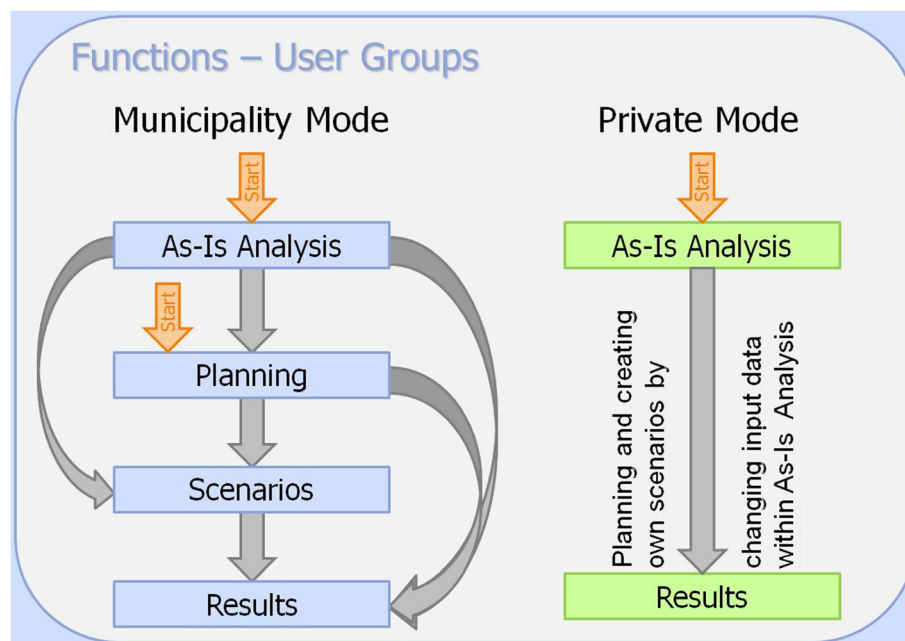 Functions – User Groups
Municipality Mode
Start
As-Is Analysis
Start
Planning
Scenarios
Results
Private Mode
Start
As-Is Analysis
Planning and creating
own scenarios by
changing input data
within As-Is Analysis
Results